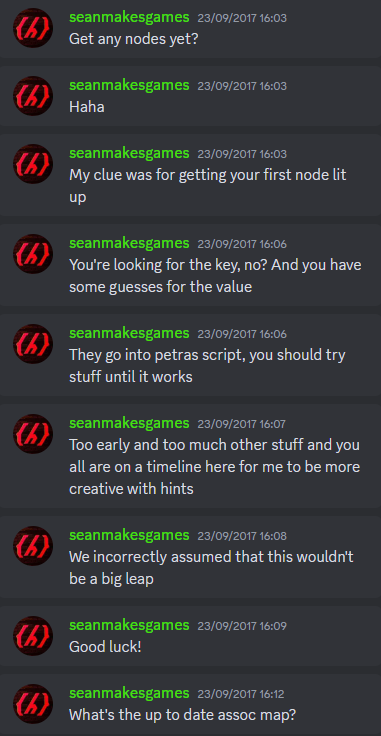 seanmakesgames 23/09/2017 16:03
Get any nodes yet?
seanmakesgames 23/09/2017 16:03
Haha
seanmakesgames 23/09/2017 16:03
My clue was for getting your first node lit
up
seanmakesgames 23/09/2017 16:06
You're looking for the key, no? And you have
some guesses for the value
seanmakesgames 23/09/2017 16:06
They go into petras script, you should try
stuff until it works
seanmakesgames 23/09/2017 16:07
Too early and too much other stuff and you
all are on a timeline here for me to be more
creative with hints
seanmakesgames 23/09/2017 16:08
We incorrectly assumed that this wouldn't
be a big leap
seanmakesgames 23/09/2017 16:09
Good luck!
seanmakesgames 23/09/2017 16:12
What's the up to date assoc map?